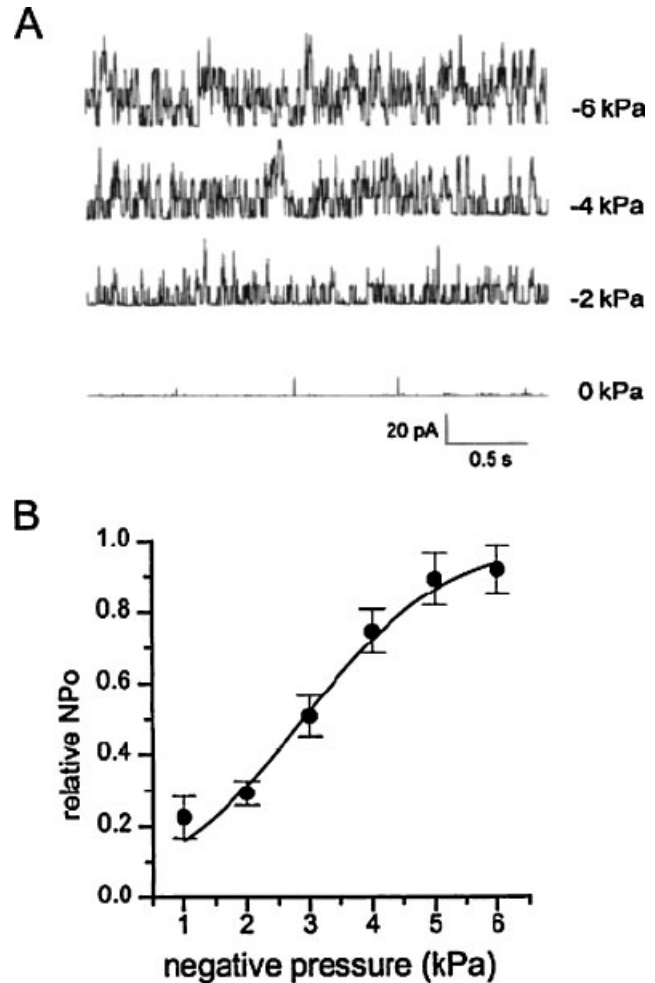 A
-6 kPa
-4 kPa
-2 kPa
0 kPa
20 pA
0.5 s
B
1.0
0.8
0.6
0.4
0.2
0.0
relative NPo
1 2 3 4 5 6
negative pressure (kPa)